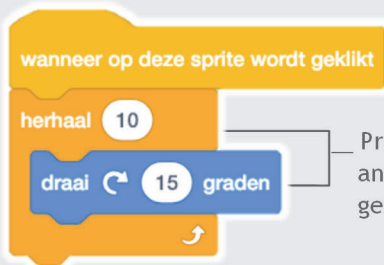 wanneer op deze sprite wordt geklikt
herhaal 10
draai 15 graden